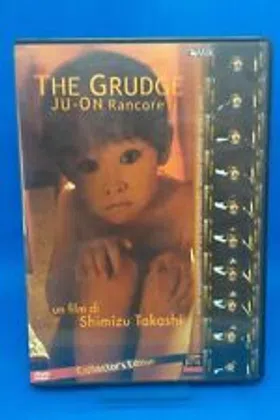 THE GRUDGE
JU-ON Rancore
un film di
Shimizu Takashi
Collector's Edition